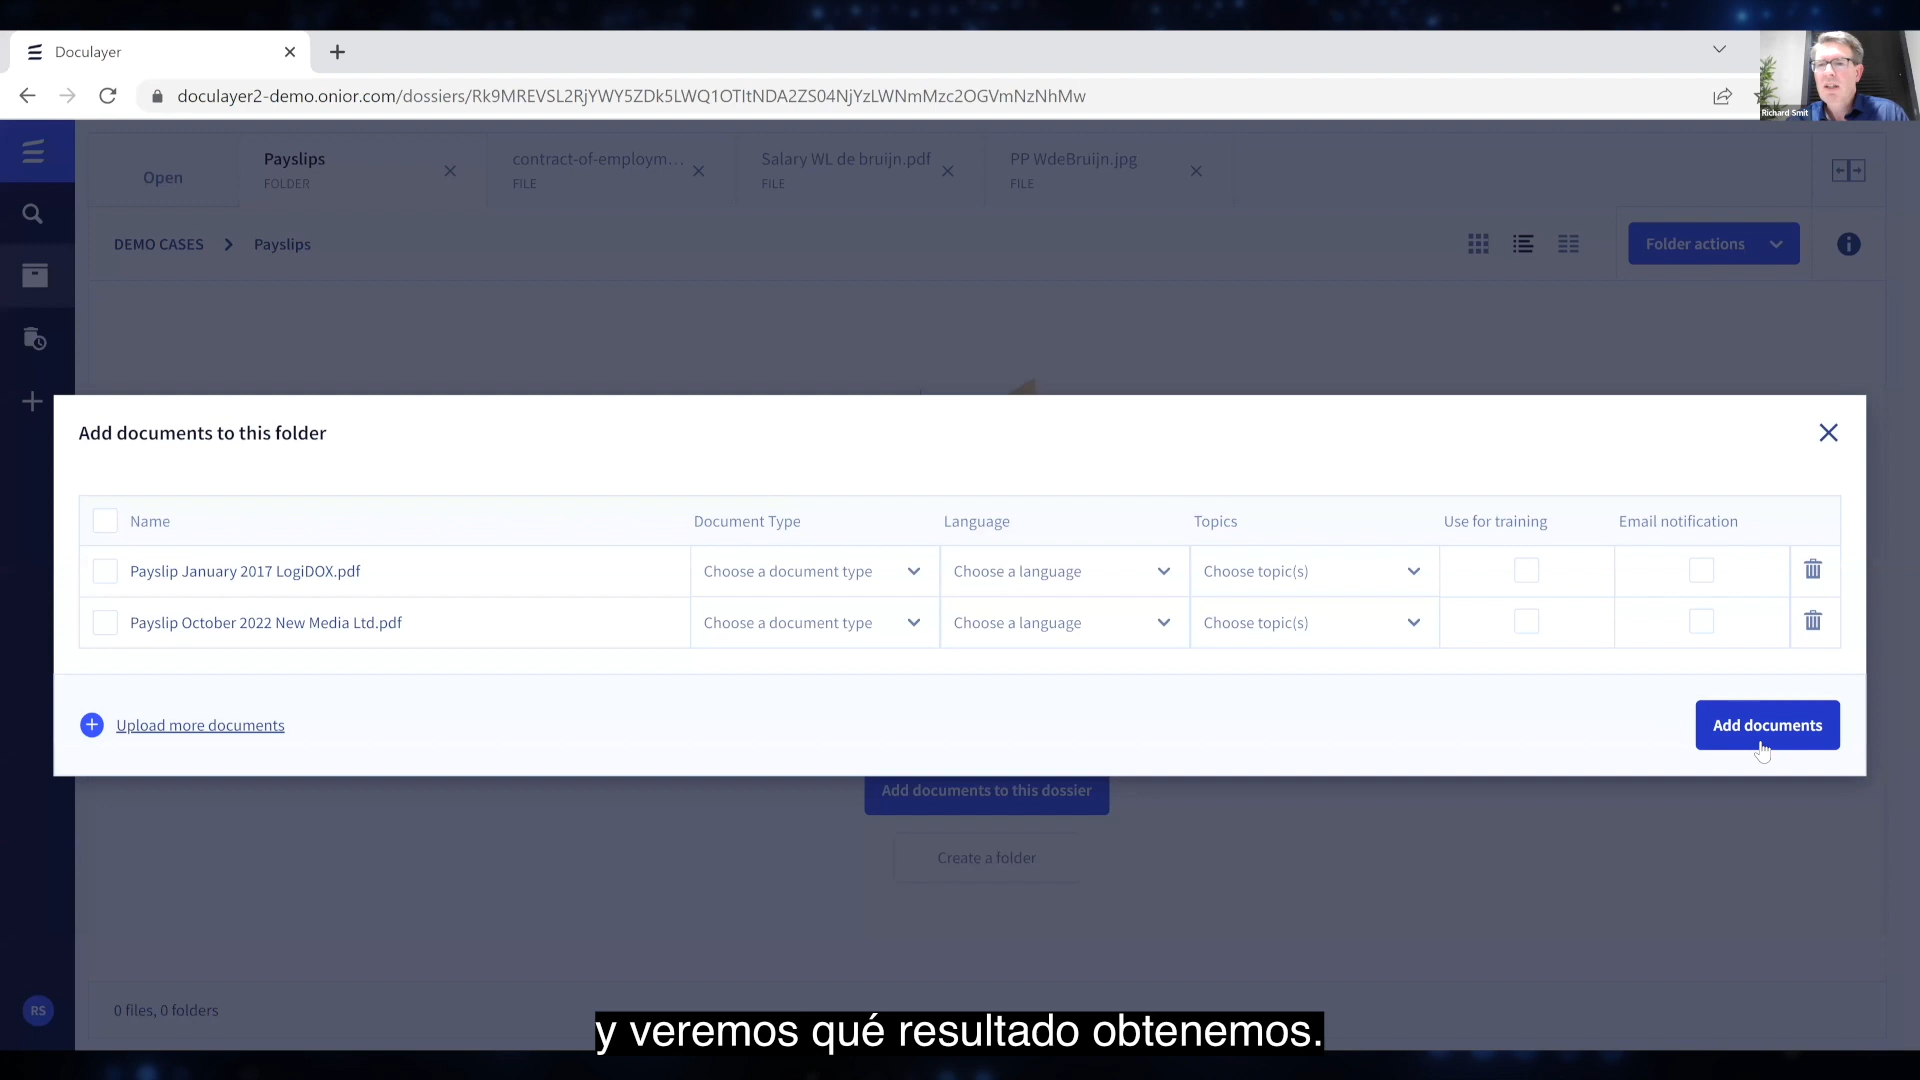 Doculayer
doculayer2-demo.onior.com/dossiers/Rk9MREVSL2RjYWY5ZDk5LWQ1OTItNDA2ZS04NjYzLWNmMzc2OGVmNzNhMw
Richard Smit
Open
Payslips
FOLDER
contract-of-employm...
FILE
Salary WL de bruijn.pdf
FILE
PP WdeBruijn.jpg
FILE
DEMO CASES
Payslips
Folder actions
Add documents to this folder
Name Document Type Language Topics Use for training Email notification
Payslip January 2017 LogiDOX.pdf Choose a document type Choose a language Choose topic(s)
Payslip October 2022 New Media Ltd.pdf Choose a document type Choose a language Choose topic(s)
Upload more documents
Add documents
Add documents to this dossier
Create a folder
RS
0 files, 0 folders
y veremos qué resultado obtenemos.